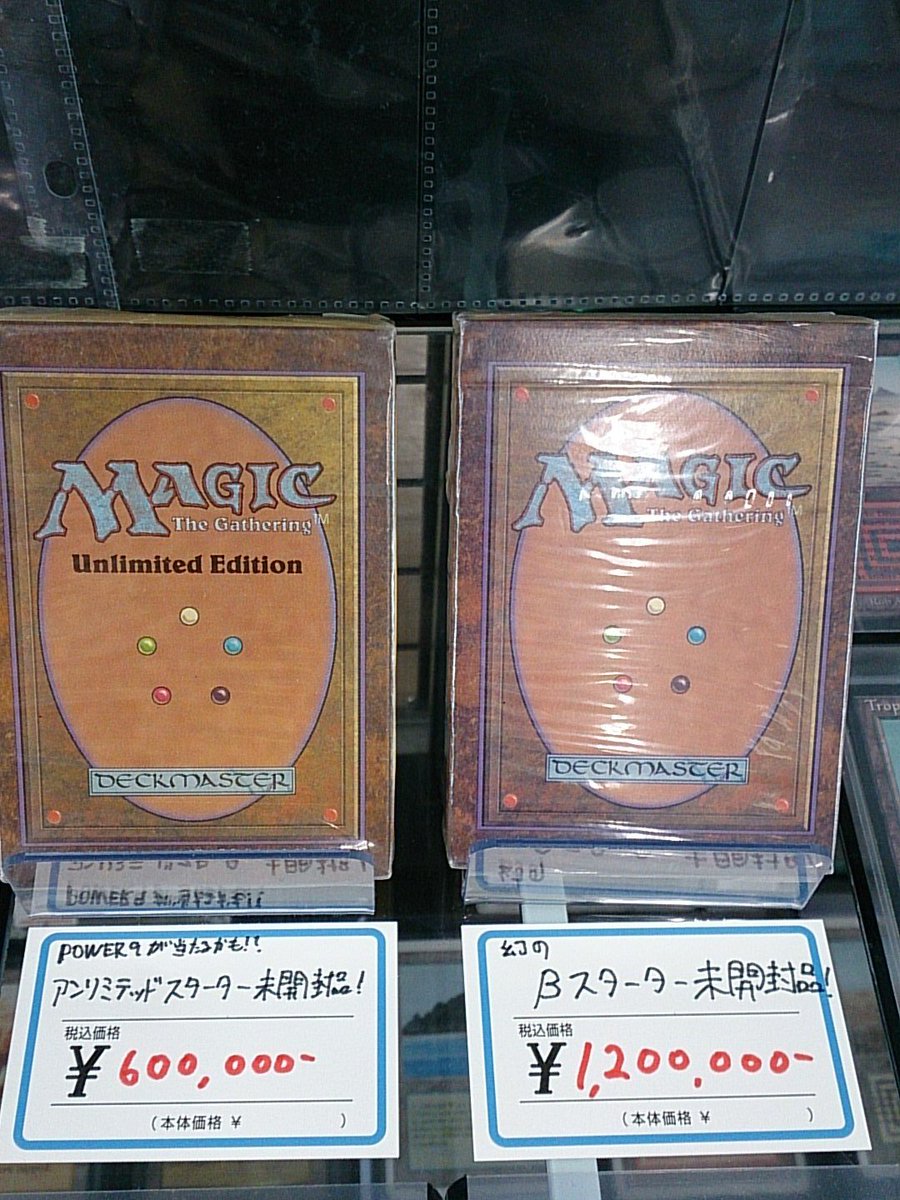 MAGIC
The Gathering™
Unlimited Edition
DECKMASTER
MAGIC
The Gathering™
DECKMASTER
Trop
POWER9が当たるかも!!
アンリミテッドスターター未開封品!
税込価格
¥600,000-
(本体価格 ¥ )
幻の
βスターター未開封品!
税込価格
¥1,200,000-
(本体価格 ¥ )